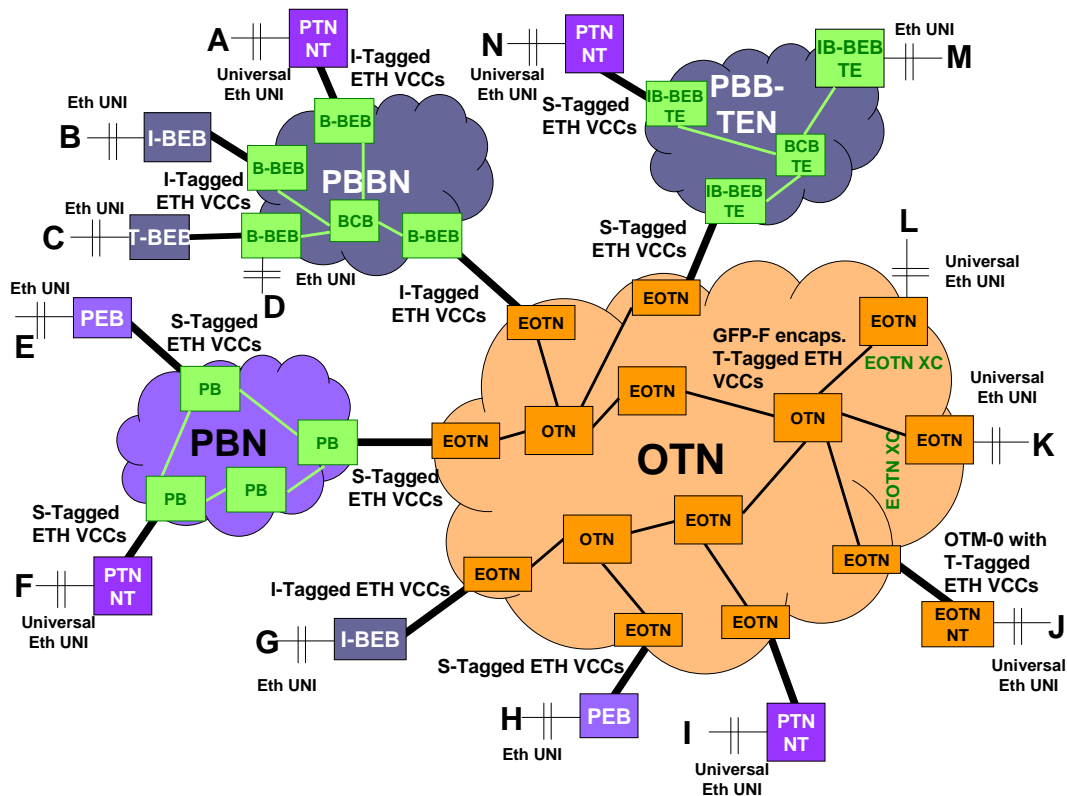 A
PTN
NT
Universal
Eth UNI
I-Tagged
ETH VCCs
N
PTN
NT
Universal
Eth UNI
S-Tagged
ETH VCCs
IB-BEB
TE
Eth UNI
M
PBB-
TEN
IB-BEB
TE
BCB
TE
IB-BEB
TE
S-Tagged
ETH VCCs
Eth UNI
B
I-BEB
B-BEB
B-BEB
PBBN
I-Tagged
ETH VCCs
Eth UNI
C
T-BEB
B-BEB
BCB
B-BEB
D
Eth UNI
I-Tagged
ETH VCCs
L
Universal
Eth UNI
Eth UNI
E
PEB
S-Tagged
ETH VCCs
PB
PBN
PB
PB
PB
S-Tagged
ETH VCCs
S-Tagged
ETH VCCs
F
PTN
NT
Universal
Eth UNI
EOTN
EOTN
GFP-F encaps.
T-Tagged ETH
VCCs
EOTN
EOTN XC
EOTN
EOTN
OTN
OTN
OTN
EOTN XC
EOTN
Universal
Eth UNI
K
EOTN
OTN
EOTN
EOTN
OTM-0 with
T-Tagged
ETH VCCs
EOTN
NT
J
Universal
Eth UNI
I-Tagged ETH VCCs
G
I-BEB
Eth UNI
EOTN
EOTN
S-Tagged ETH VCCs
H
PEB
Eth UNI
I
PTN
NT
Universal
Eth UNI